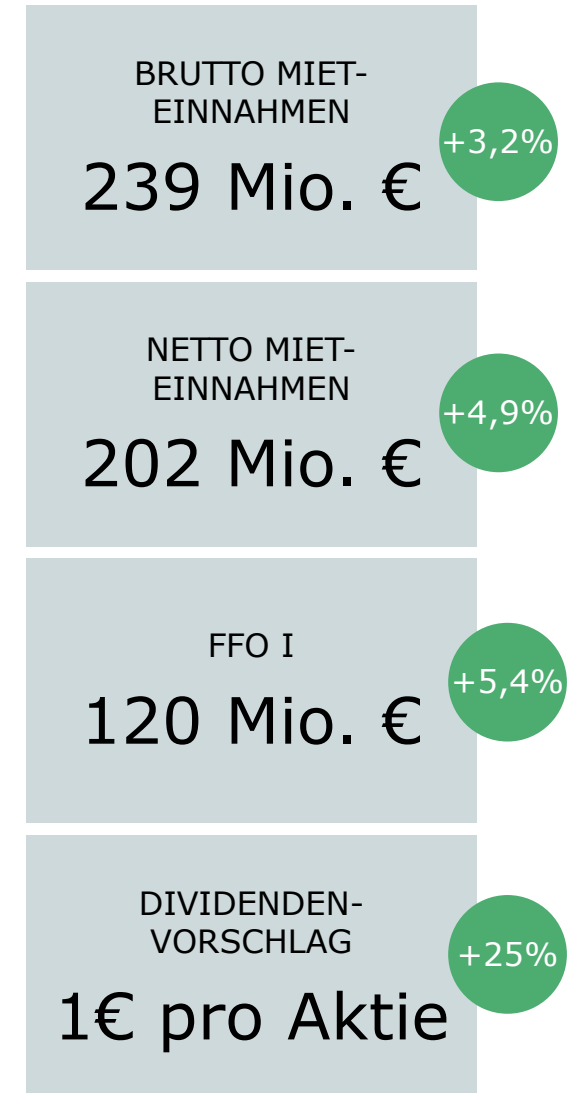 BRUTTO MIET-
EINNAHMEN
239 Mio. €
+3,2%
NETTO MIET-
EINNAHMEN
202 Mio. €
+4,9%
FFO I
120 Mio. €
+5,4%
DIVIDENDEN-
VORSCHLAG
1€ pro Aktie
+25%